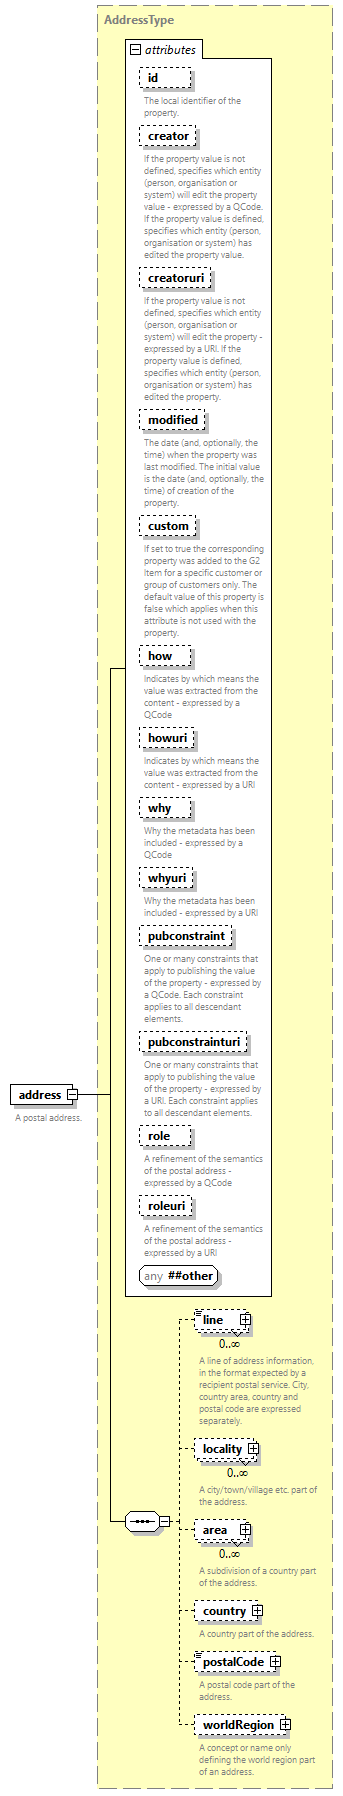 AddressType
attributes
id
The local identifier of the
property.
creator
If the property value is not
defined, specifies which entity
(person, organisation or
system) will edit the property
value - expressed by a QCode.
If the property value is defined,
specifies which entity (person,
organisation or system) has
edited the property value.
creatoruri
If the property value is not
defined, specifies which entity
(person, organisation or
system) will edit the property -
expressed by a URI. If the
property value is defined,
specifies which entity (person,
organisation or system) has
edited the property.
modified
The date (and, optionally, the
time) when the property was
last modified. The initial value
is the date (and, optionally, the
time) of creation of the
property.
custom
If set to true the corresponding
property was added to the G2
Item for a specific customer or
group of customers only. The
default value of this property is
false which applies when this
attribute is not used with the
property.
how
Indicates by which means the
value was extracted from the
content - expressed by a
QCode
howuri
Indicates by which means the
value was extracted from the
content - expressed by a URI
why
Why the metadata has been
included - expressed by a
QCode
whyuri
Why the metadata has been
included - expressed by a URI
pubconstraint
One or many constraints that
apply to publishing the value
of the property - expressed by
a QCode. Each constraint
applies to all descendant
elements.
pubconstrainturi
One or many constraints that
apply to publishing the value
of the property - expressed by
a URI. Each constraint applies
to all descendant elements.
address
A postal address.
role
A refinement of the semantics
of the postal address -
expressed by a QCode
roleuri
A refinement of the semantics
of the postal address -
expressed by a URI
any ##other
line
0..∞
A line of address information,
in the format expected by a
recipient postal service. City,
country area, country and
postal code are expressed
separately.
locality
0..∞
A city/town/village etc. part of
the address.
area
0..∞
A subdivision of a country part
of the address.
country
A country part of the address.
postalCode
A postal code part of the
address.
worldRegion
A concept or name only
defining the world region part
of an address.